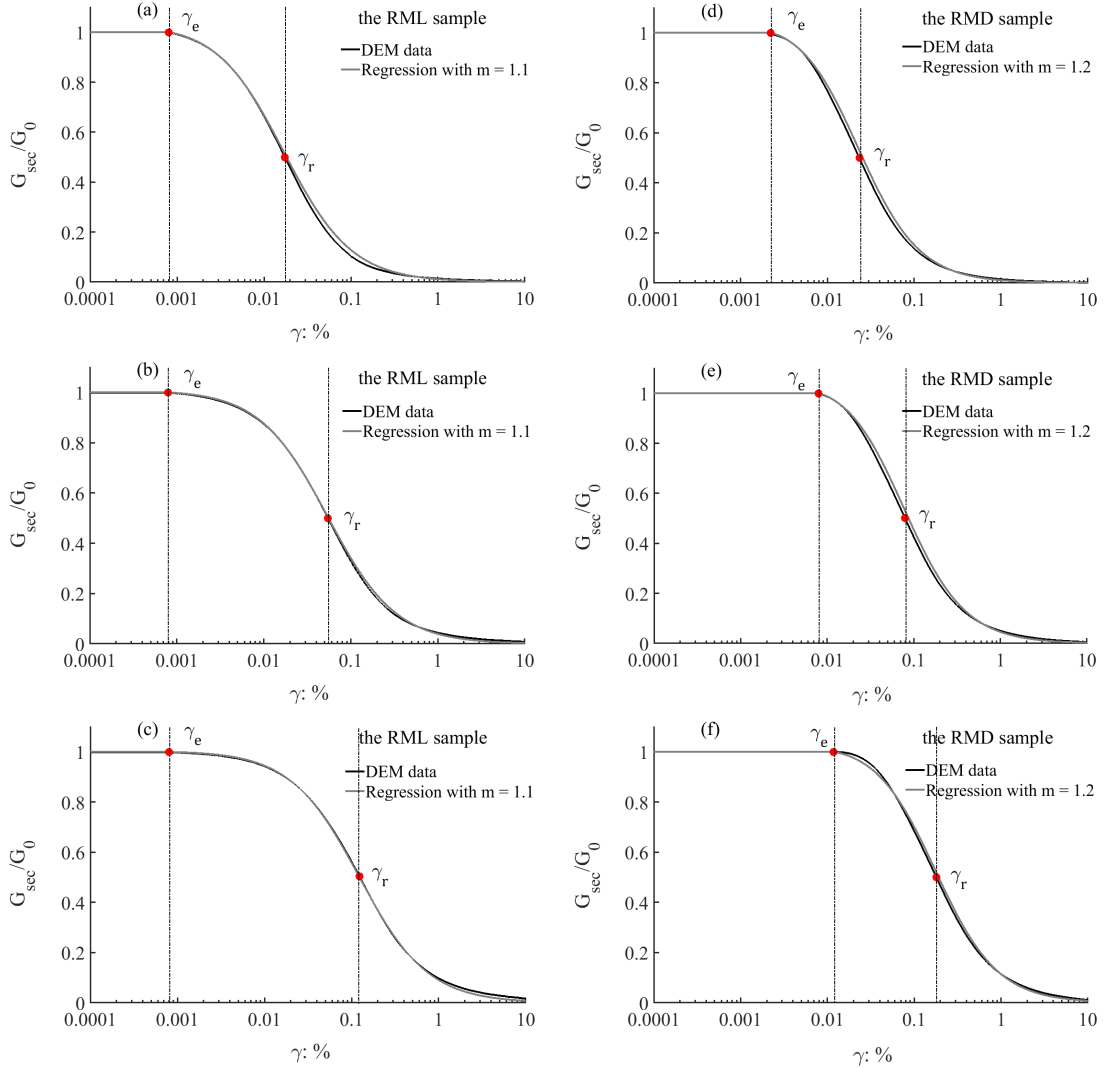 (a)
the RML sample
DEM data
Regression with m = 1.1
γe
γr
Gsec/G0
1
0.8
0.6
0.4
0.2
0
0.0001 0.001 0.01 0.1 1 10
γ: %
(d)
the RMD sample
DEM data
Regression with m = 1.2
γe
γr
Gsec/G0
1
0.8
0.6
0.4
0.2
0
0.0001 0.001 0.01 0.1 1 10
γ: %
(b)
the RML sample
DEM data
Regression with m = 1.1
γe
γr
Gsec/G0
1
0.8
0.6
0.4
0.2
0
0.0001 0.001 0.01 0.1 1 10
γ: %
(e)
the RMD sample
DEM data
Regression with m = 1.2
γe
γr
Gsec/G0
1
0.8
0.6
0.4
0.2
0
0.0001 0.001 0.01 0.1 1 10
γ: %
(c)
the RML sample
DEM data
Regression with m = 1.1
γe
γr
Gsec/G0
1
0.8
0.6
0.4
0.2
0
0.0001 0.001 0.01 0.1 1 10
γ: %
(f)
the RMD sample
DEM data
Regression with m = 1.2
γe
γr
Gsec/G0
1
0.8
0.6
0.4
0.2
0
0.0001 0.001 0.01 0.1 1 10
γ: %